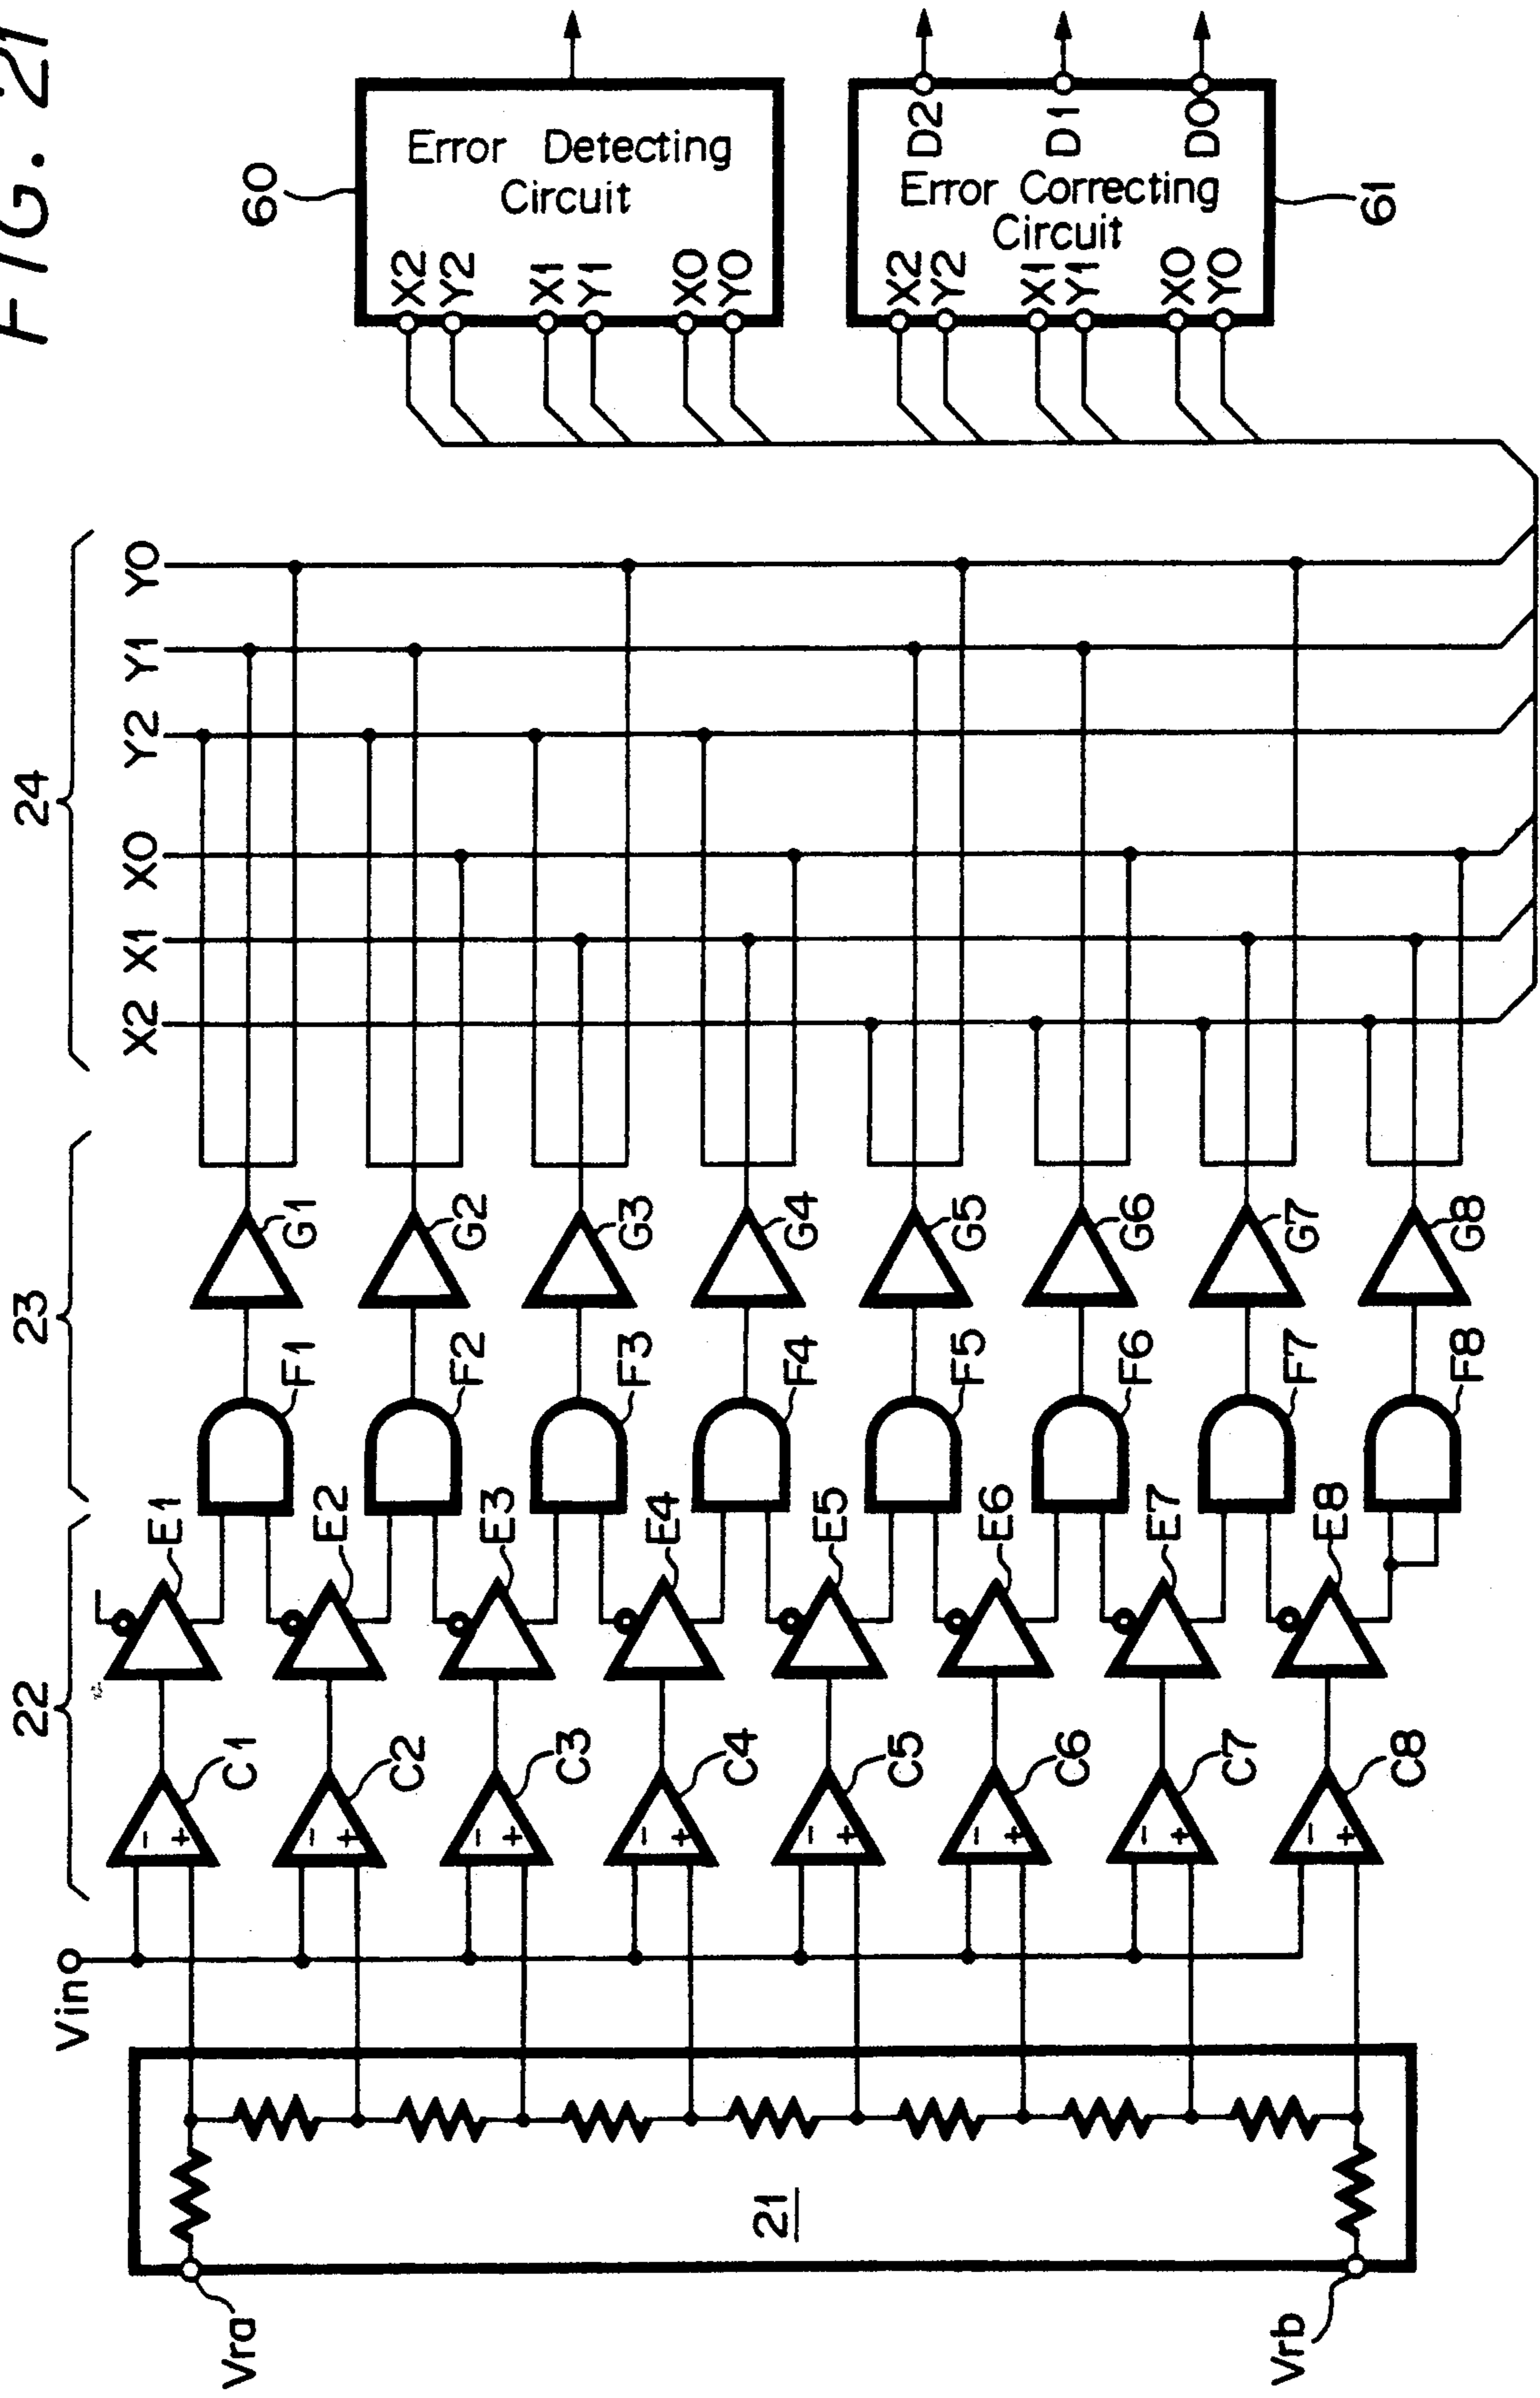 FIG. 21
24
23
22
X2 X1 X0 Y2 Y1 Y0
Vin
Vra
Vrb
21
- + C1 E1 F1 G1
- + C2 E2 F2 G2
- + C3 E3 F3 G3
- + C4 E4 F4 G4
- + C5 E5 F5 G5
- + C6 E6 F6 G6
- + C7 E7 F7 G7
- + C8 E8 F8 G8
60
X2
Y2
X1
Y1
X0
Y0
Error Detecting
Circuit
X2
Y2
X1
Y1
X0
Y0
Error Correcting
Circuit
D2
D1
D0
61